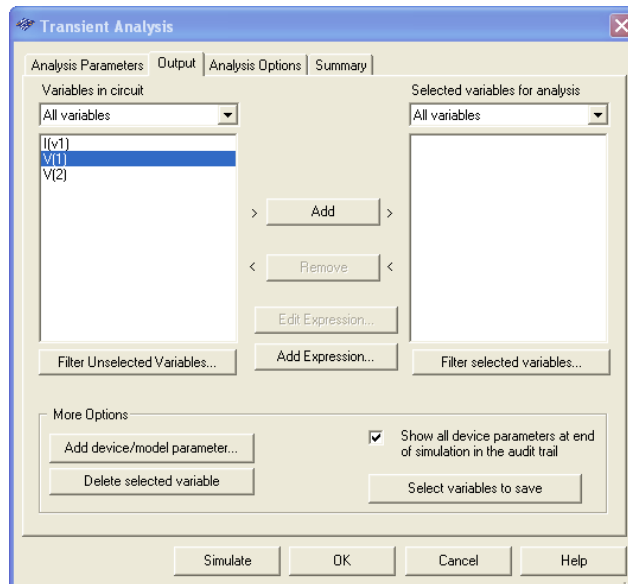 Transient Analysis
Analysis Parameters Output Analysis Options Summary
Variables in circuit
Selected variables for analysis
All variables
All variables
I(v1)
V(1)
V(2)
> Add >
< Remove <
Edit Expression...
Add Expression...
Filter Unselected Variables...
Filter selected variables...
More Options
Add device/model parameter...
Delete selected variable
Show all device parameters at end
of simulation in the audit trail
Select variables to save
Simulate OK Cancel Help